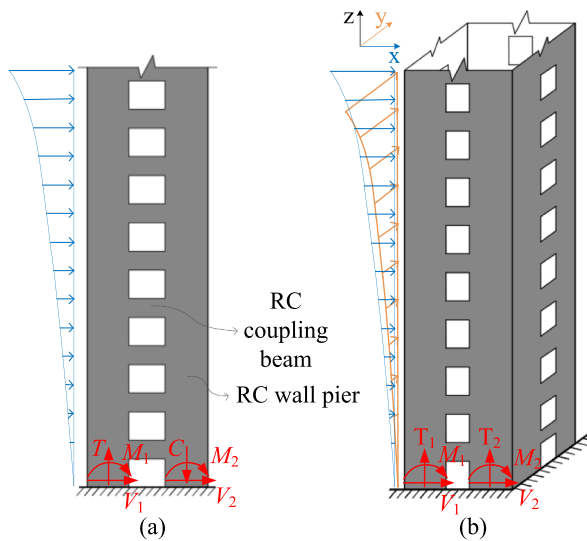 z
y
x
RC
coupling
beam
RC wall pier
T
M1
C
M2
V1
V2
T1
T2
M1
M2
V1
V2
(a)
(b)